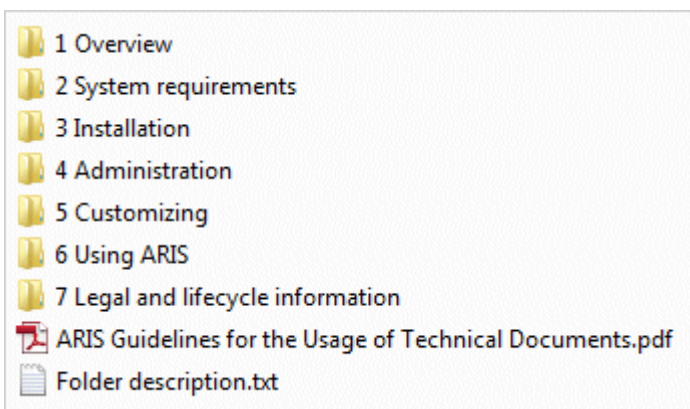 1 Overview
2 System requirements
3 Installation
4 Administration
5 Customizing
6 Using ARIS
7 Legal and lifecycle information
ARIS Guidelines for the Usage of Technical Documents.pdf
Folder description.txt